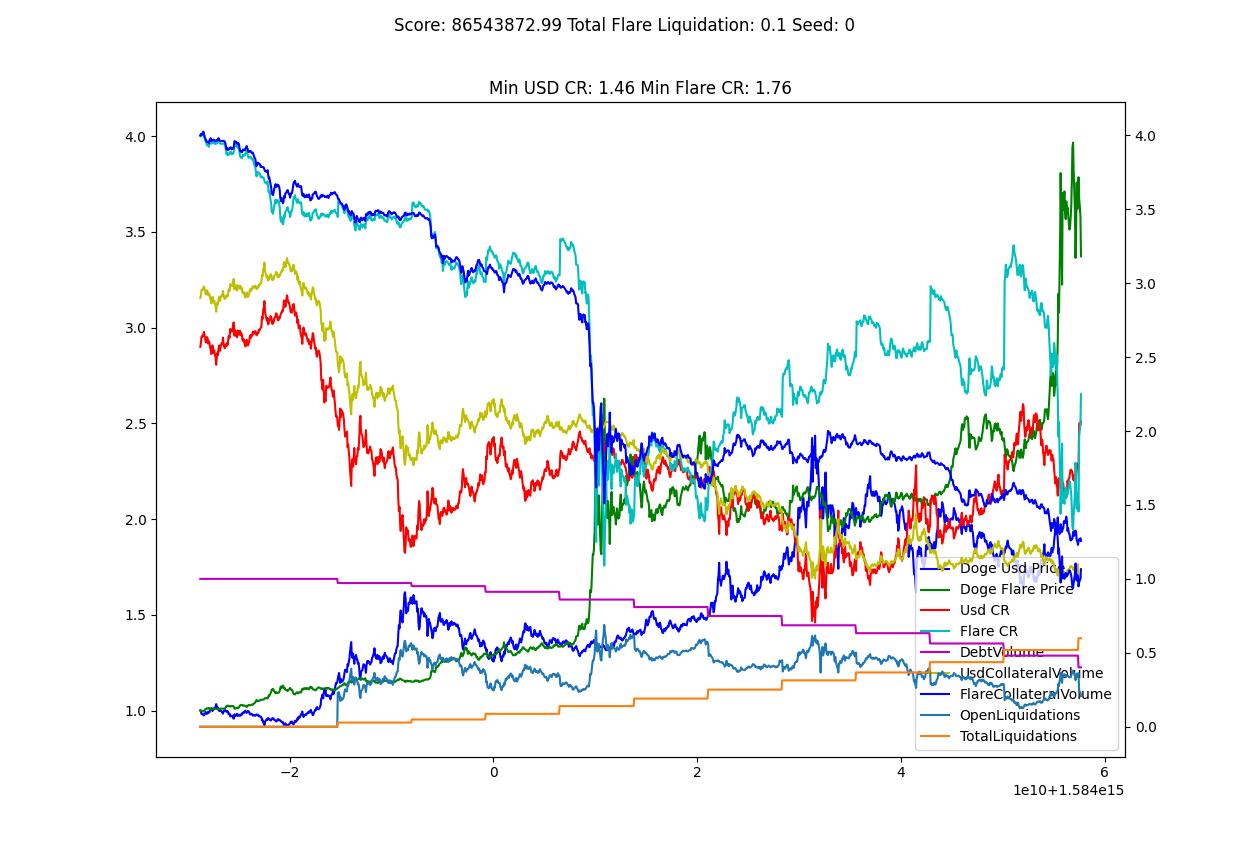 Score: 86543872.99 Total Flare Liquidation: 0.1 Seed: 0
Min USD CR: 1.46 Min Flare CR: 1.76
4.0
3.5
3.0
2.5
2.0
1.5
1.0
4.0
3.5
3.0
2.5
2.0
1.5
1.0
0.5
0.0
Doge Usd Price
Doge Flare Price
Usd CR
Flare CR
DebtVolume
UsdCollateralVolume
FlareCollateralVolume
OpenLiquidations
TotalLiquidations
−2 0 2 4 6
1e10+1.584e15